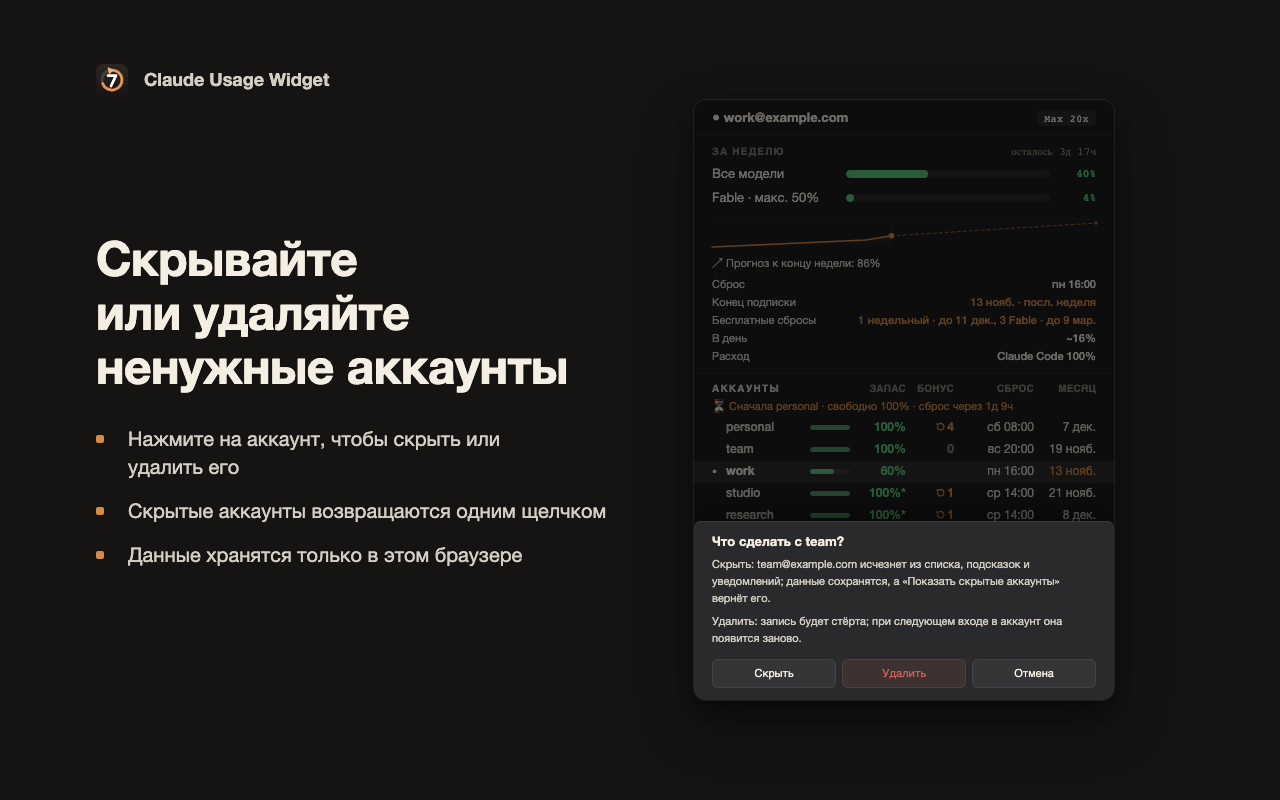 7
Claude Usage Widget
Скрывайте
или удаляйте
ненужные аккаунты
Нажмите на аккаунт, чтобы скрыть или
удалить его
Скрытые аккаунты возвращаются одним щелчком
Данные хранятся только в этом браузере
work@example.com Max 20x
ЗА НЕДЕЛЮ осталось 3д 17ч
Все модели 40%
Fable · макс. 50% 4%
↗ Прогноз к концу недели: 86%
Сброс пн 16:00
Конец подписки 13 нояб. · посл. неделя
Бесплатные сбросы 1 недельный · до 11 дек., 3 Fable · до 9 мар.
В день ~16%
Расход Claude Code 100%
АККАУНТЫ ЗАПАС БОНУС СБРОС МЕСЯЦ
⏳ Сначала personal · свободно 100% · сброс через 1д 9ч
personal 100% 4 сб 08:00 7 дек.
team 100% 0 вс 20:00 19 нояб.
• work 60% пн 16:00 13 нояб.
studio 100%* 1 ср 14:00 21 нояб.
research 100%* 1 ср 14:00 8 дек.
Что сделать с team?
Скрыть: team@example.com исчезнет из списка, подсказок и
уведомлений; данные сохранятся, а «Показать скрытые аккаунты»
вернёт его.
Удалить: запись будет стёрта; при следующем входе в аккаунт она
появится заново.
Скрыть Удалить Отмена